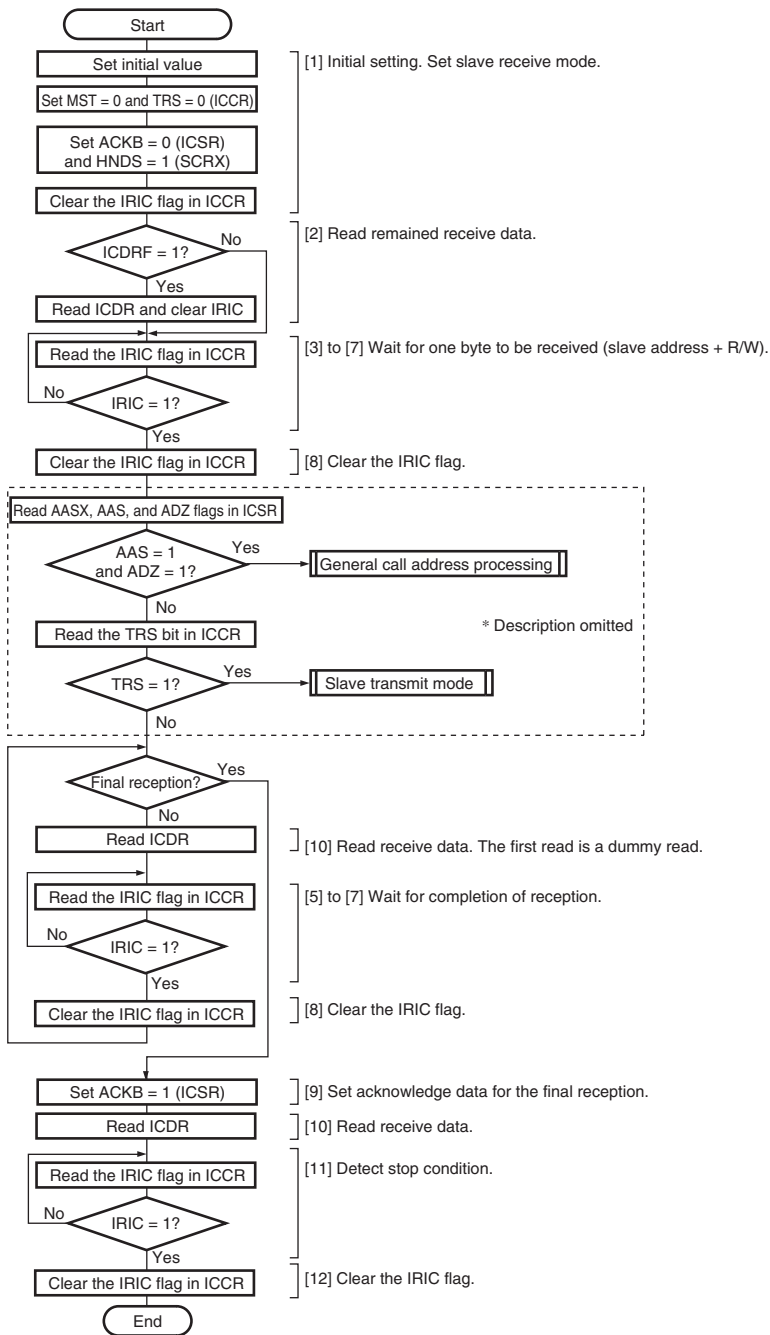 Start
Set initial value
[1] Initial setting. Set slave receive mode.
Set MST = 0 and TRS = 0 (ICCR)
Set ACKB = 0 (ICSR)
and HNDS = 1 (SCRX)
Clear the IRIC flag in ICCR
ICDRF = 1?
No
[2] Read remained receive data.
Yes
Read ICDR and clear IRIC
Read the IRIC flag in ICCR
[3] to [7] Wait for one byte to be received (slave address + R/W).
No
IRIC = 1?
Yes
Clear the IRIC flag in ICCR
[8] Clear the IRIC flag.
Read AASX, AAS, and ADZ flags in ICSR
AAS = 1
and ADZ = 1?
Yes
General call address processing
No
Read the TRS bit in ICCR
* Description omitted
TRS = 1?
Yes
Slave transmit mode
No
Final reception?
Yes
No
Read ICDR
[10] Read receive data. The first read is a dummy read.
Read the IRIC flag in ICCR
[5] to [7] Wait for completion of reception.
No
IRIC = 1?
Yes
Clear the IRIC flag in ICCR
[8] Clear the IRIC flag.
Set ACKB = 1 (ICSR)
[9] Set acknowledge data for the final reception.
Read ICDR
[10] Read receive data.
Read the IRIC flag in ICCR
[11] Detect stop condition.
No
IRIC = 1?
Yes
Clear the IRIC flag in ICCR
[12] Clear the IRIC flag.
End